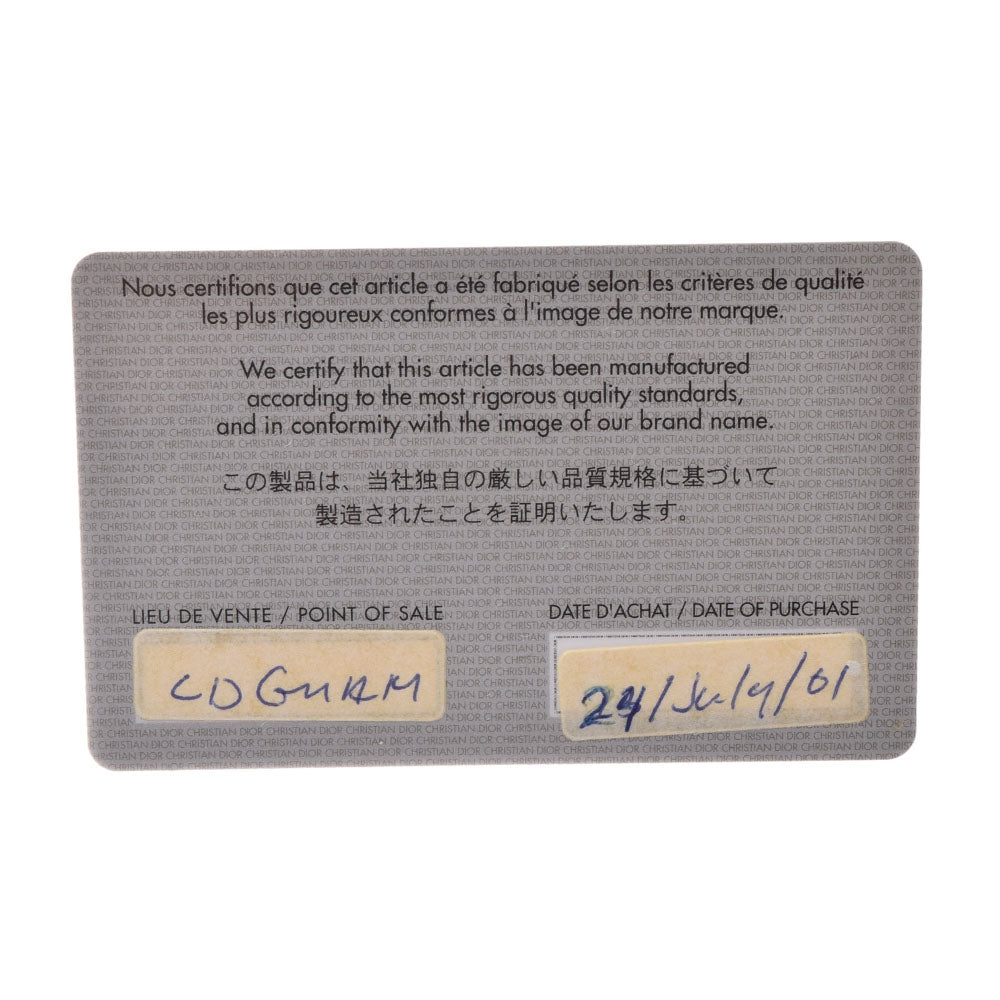 Nous certifions que cet article a été fabriqué selon les critères de qualité
les plus rigoureux conformes à l'image de notre marque.
We certify that this article has been manufactured
according to the most rigorous quality standards,
and in conformity with the image of our brand name.
この製品は、当社独自の厳しい品質規格に基づいて
製造されたことを証明いたします。
LIEU DE VENTE / POINT OF SALE
DATE D'ACHAT / DATE OF PURCHASE
CD GUAM
24/July/01